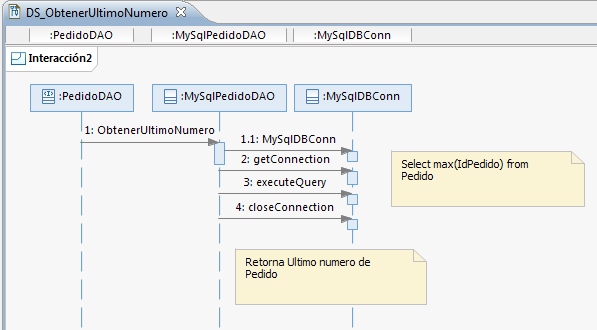 DS_ObtenerUltimoNumero
:PedidoDAO :MySqlPedidoDAO :MySqlDBConn
Interacción2
:PedidoDAO :MySqlPedidoDAO :MySqlDBConn
1: ObtenerUltimoNumero
1.1: MySqlDBConn
2: getConnection
3: executeQuery
4: closeConnection
Select max(IdPedido) from
Pedido
Retorna Ultimo numero de
Pedido